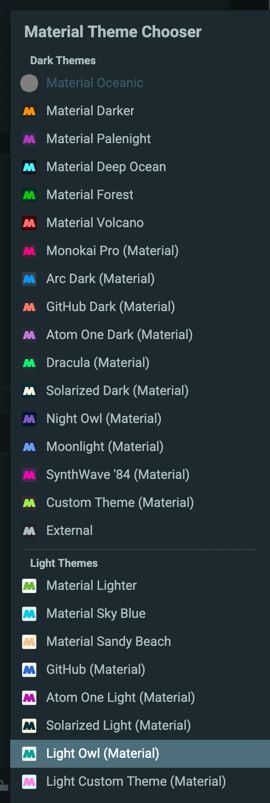 Material Theme Chooser
Dark Themes
Material Oceanic
Material Darker
Material Palenight
Material Deep Ocean
Material Forest
Material Volcano
Monokai Pro (Material)
Arc Dark (Material)
GitHub Dark (Material)
Atom One Dark (Material)
Dracula (Material)
Solarized Dark (Material)
Night Owl (Material)
Moonlight (Material)
SynthWave '84 (Material)
Custom Theme (Material)
External
Light Themes
Material Lighter
Material Sky Blue
Material Sandy Beach
GitHub (Material)
Atom One Light (Material)
Solarized Light (Material)
Light Owl (Material)
Light Custom Theme (Material)